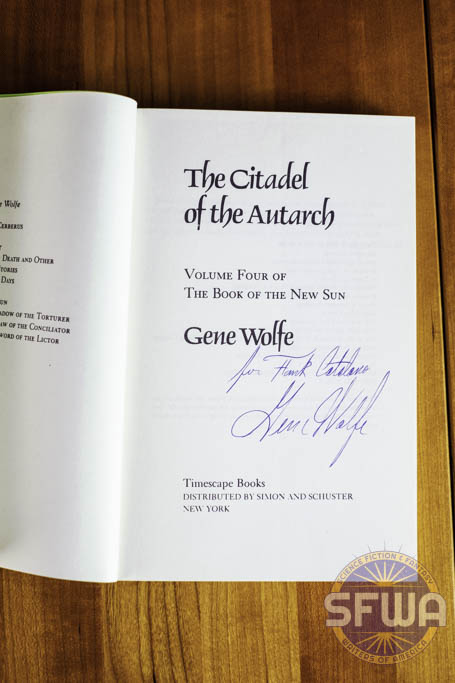 r Wolfe
CERBERUS
DEATH AND OTHER
STORIES
DAYS
UN
ADOW OF THE TORTURER
AW OF THE CONCILIATOR
WORD OF THE LICTOR
The Citadel
of the Autarch
VOLUME FOUR OF
THE BOOK OF THE NEW SUN
Gene Wolfe
for Frank Catalano
Gene Wolfe
Timescape Books
DISTRIBUTED BY SIMON AND SCHUSTER
NEW YORK
SCIENCE FICTION & FANTASY
SFWA
WRITERS OF AMERICA